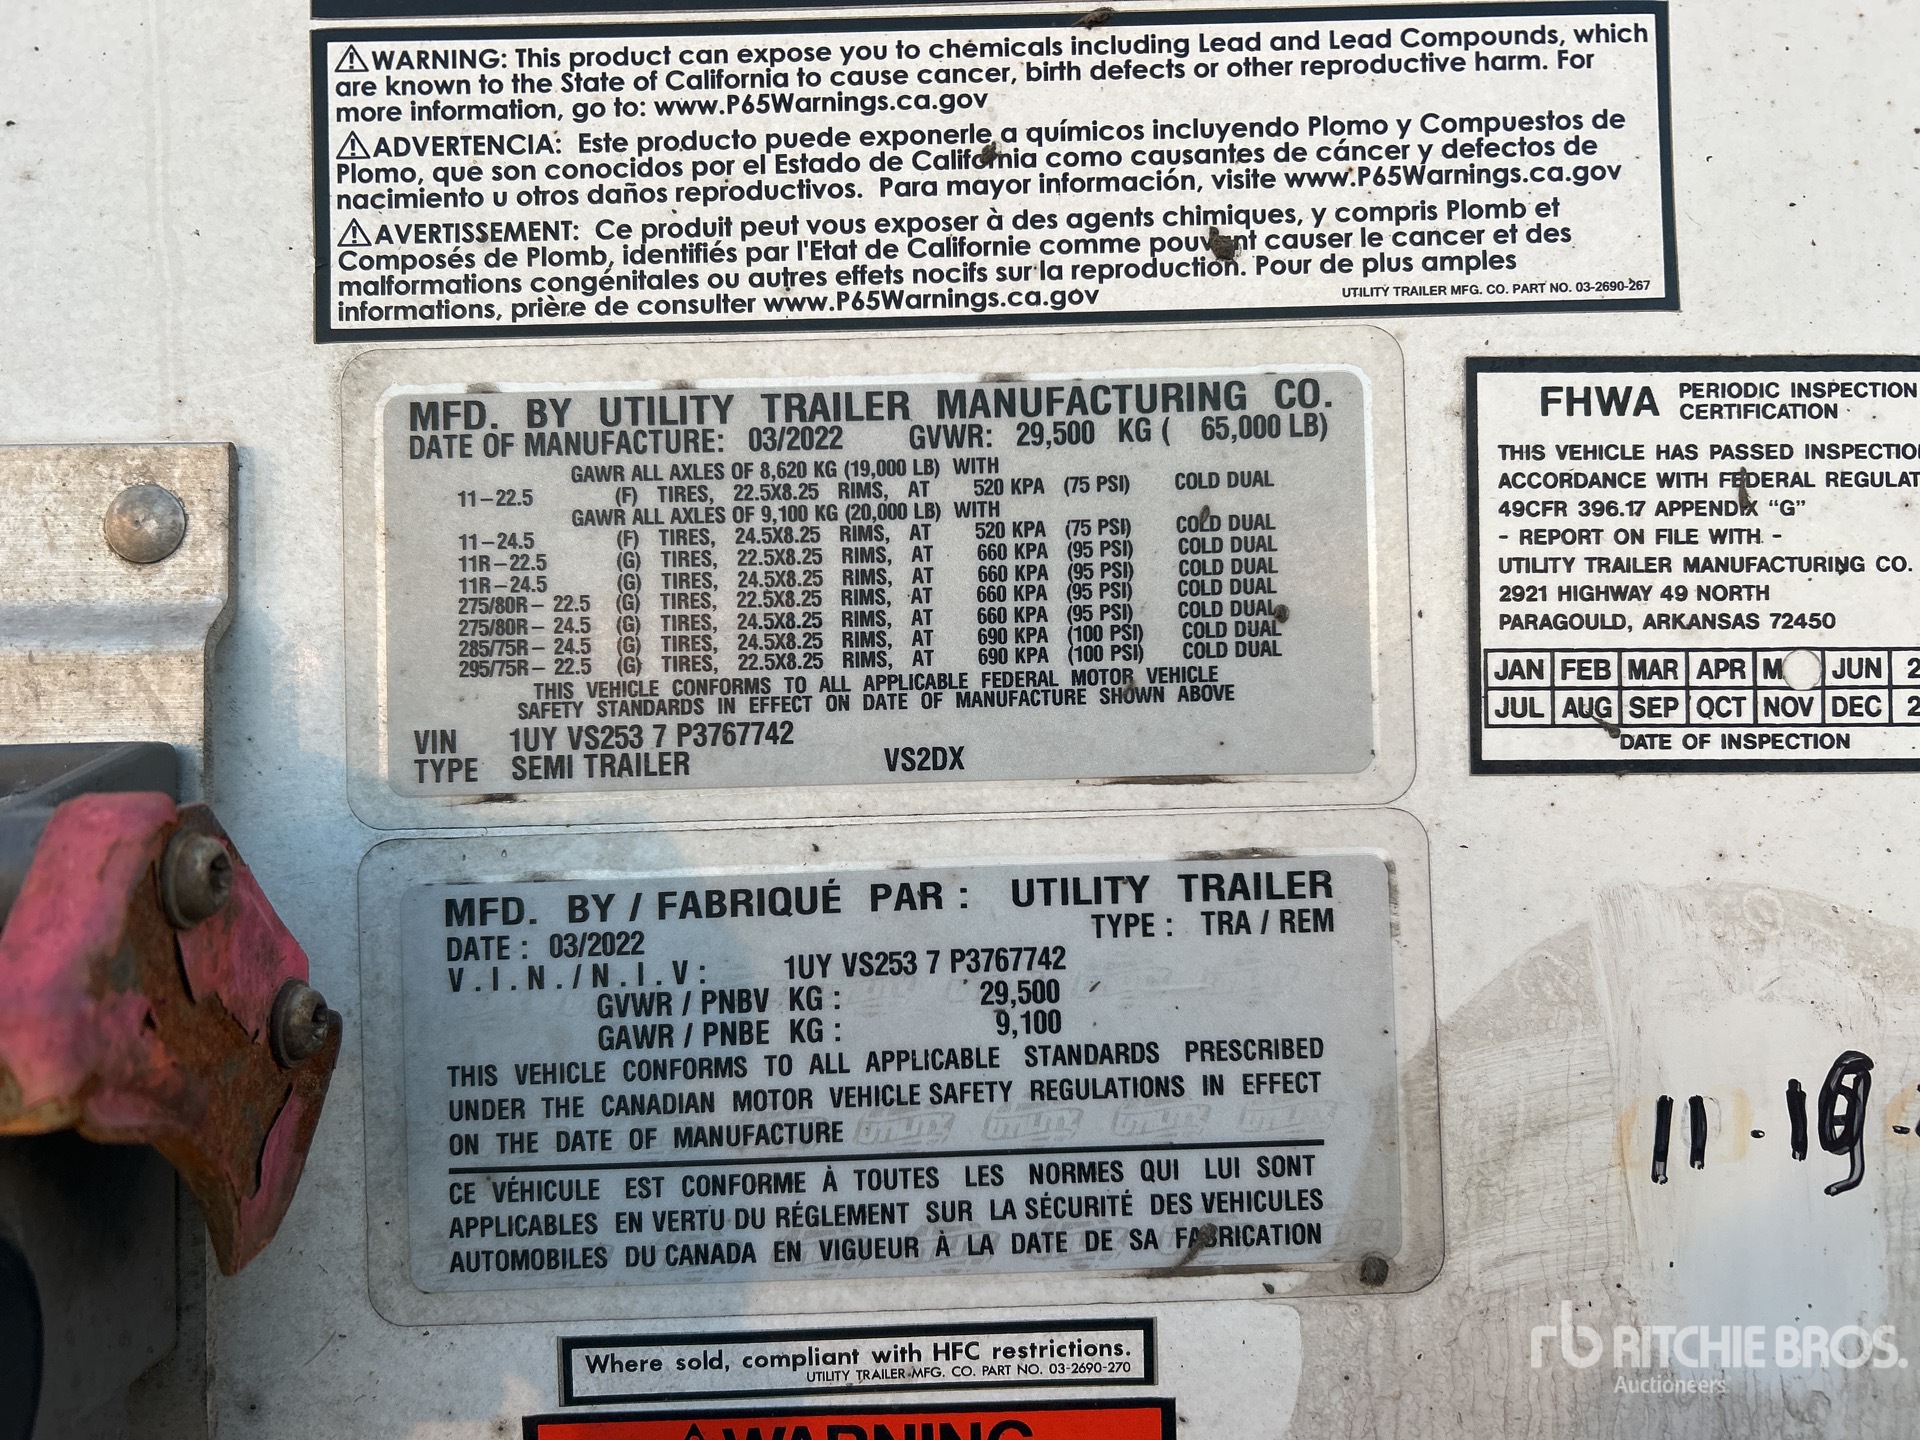 ⚠WARNING: This product can expose you to chemicals including Lead and Lead Compounds, which
are known to the State of California to cause cancer, birth defects or other reproductive harm. For
more information, go to: www.P65Warnings.ca.gov
⚠ADVERTENCIA: Este producto puede exponerle a químicos incluyendo Plomo y Compuestos de
Plomo, que son conocidos por el Estado de California como causantes de cáncer y defectos de
nacimiento u otros daños reproductivos. Para mayor información, visite www.P65Warnings.ca.gov
⚠AVERTISSEMENT: Ce produit peut vous exposer à des agents chimiques, y compris Plomb et
Composés de Plomb, identifiés par l'Etat de Californie comme pouvant causer le cancer et des
malformations congénitales ou autres effets nocifs sur la reproduction. Pour de plus amples
informations, prière de consulter www.P65Warnings.ca.gov
UTILITY TRAILER MFG. CO. PART NO. 03-2690-267
MFD. BY UTILITY TRAILER MANUFACTURING CO.
DATE OF MANUFACTURE: 03/2022 GVWR: 29,500 KG ( 65,000 LB)
GAWR ALL AXLES OF 8,620 KG (19,000 LB) WITH
11-22.5 (F) TIRES, 22.5X8.25 RIMS, AT 520 KPA (75 PSI) COLD DUAL
GAWR ALL AXLES OF 9,100 KG (20,000 LB) WITH
11-24.5 (F) TIRES, 24.5X8.25 RIMS, AT 520 KPA (75 PSI) COLD DUAL
11R-22.5 (G) TIRES, 22.5X8.25 RIMS, AT 660 KPA (95 PSI) COLD DUAL
11R-24.5 (G) TIRES, 24.5X8.25 RIMS, AT 660 KPA (95 PSI) COLD DUAL
275/80R- 22.5 (G) TIRES, 22.5X8.25 RIMS, AT 660 KPA (95 PSI) COLD DUAL
275/80R- 24.5 (G) TIRES, 24.5X8.25 RIMS, AT 660 KPA (95 PSI) COLD DUAL
285/75R- 24.5 (G) TIRES, 24.5X8.25 RIMS, AT 690 KPA (100 PSI) COLD DUAL
295/75R- 22.5 (G) TIRES, 22.5X8.25 RIMS, AT 690 KPA (100 PSI) COLD DUAL
THIS VEHICLE CONFORMS TO ALL APPLICABLE FEDERAL MOTOR VEHICLE
SAFETY STANDARDS IN EFFECT ON DATE OF MANUFACTURE SHOWN ABOVE
VIN 1UY VS253 7 P3767742
TYPE SEMI TRAILER VS2DX
FHWA PERIODIC INSPECTION
CERTIFICATION
THIS VEHICLE HAS PASSED INSPECTIO
ACCORDANCE WITH FEDERAL REGULAT
49CFR 396.17 APPENDIX "G"
- REPORT ON FILE WITH -
UTILITY TRAILER MANUFACTURING CO.
2921 HIGHWAY 49 NORTH
PARAGOULD, ARKANSAS 72450
JAN FEB MAR APR M JUN 2
JUL AUG SEP OCT NOV DEC 2
DATE OF INSPECTION
MFD. BY / FABRIQUÉ PAR : UTILITY TRAILER
DATE : 03/2022 TYPE : TRA / REM
V.I.N./N.I.V: 1UY VS253 7 P3767742
GVWR / PNBV KG : 29,500
GAWR / PNBE KG : 9,100
THIS VEHICLE CONFORMS TO ALL APPLICABLE STANDARDS PRESCRIBED
UNDER THE CANADIAN MOTOR VEHICLE SAFETY REGULATIONS IN EFFECT
ON THE DATE OF MANUFACTURE
CE VÉHICULE EST CONFORME À TOUTES LES NORMES QUI LUI SONT
APPLICABLES EN VERTU DU RÉGLEMENT SUR LA SÉCURITÉ DES VEHICULES
AUTOMOBILES DU CANADA EN VIGUEUR À LA DATE DE SA FABRICATION
Where sold, compliant with HFC restrictions.
UTILITY TRAILER MFG. CO. PART NO. 03-2690-270
⚠WARNING
rb RITCHIE BROS.
Auctioneers